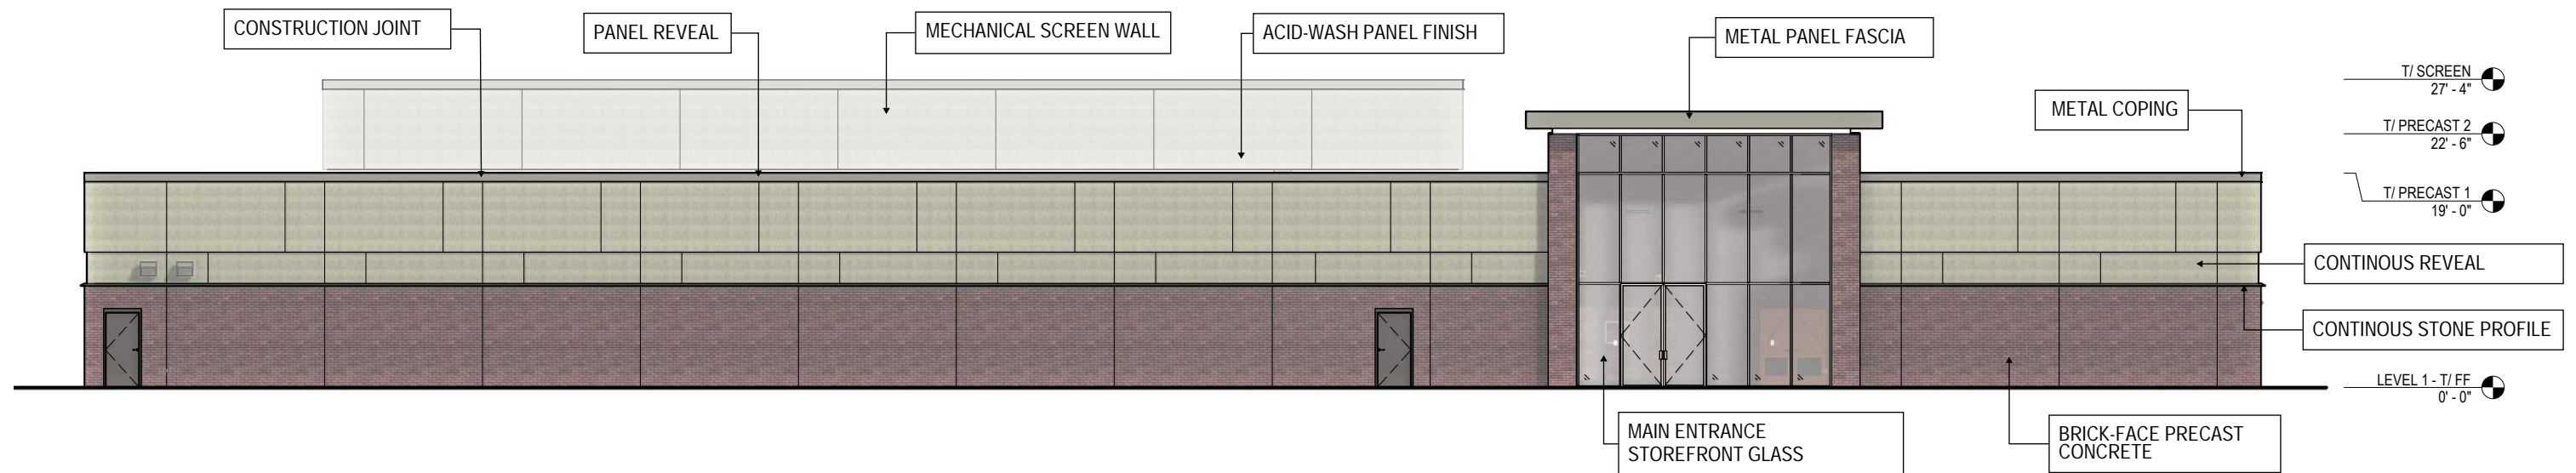 CONSTRUCTION JOINT
PANEL REVEAL
MECHANICAL SCREEN WALL
ACID-WASH PANEL FINISH
METAL PANEL FASCIA
METAL COPING
T/ SCREEN
27' - 4"
T/ PRECAST 2
22' - 6"
T/ PRECAST 1
19' - 0"
CONTINOUS REVEAL
CONTINOUS STONE PROFILE
LEVEL 1 - T/ FF
0' - 0"
MAIN ENTRANCE
STOREFRONT GLASS
BRICK-FACE PRECAST
CONCRETE